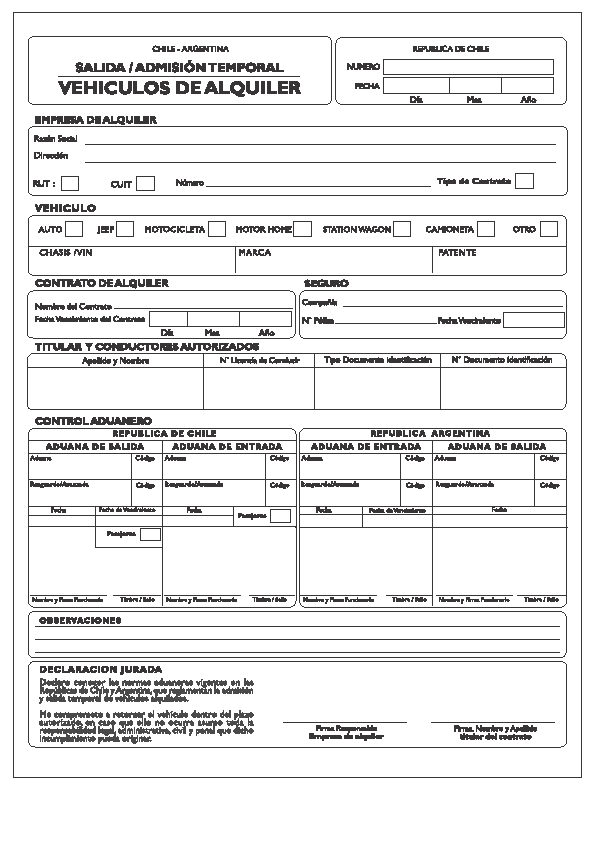 CHILE - ARGENTINA
SALIDA / ADMISIÓN TEMPORAL
VEHICULOS DE ALQUILER
REPUBLICA DE CHILE
NUMERO
FECHA
Día Mes Año
EMPRESA DE ALQUILER
Razón Social
Dirección
RUT : CUIT Número Tipo de Contrato
VEHICULO
AUTO JEEP MOTOCICLETA MOTOR HOME STATION WAGON CAMIONETA OTRO
CHASIS /VIN MARCA PATENTE
CONTRATO DE ALQUILER SEGURO
Nombre del Contrato Compañía
Fecha Vencimiento del Contrato N° Póliza Fecha Vencimiento
Día Mes Año
TITULAR Y CONDUCTORES AUTORIZADOS
Apellido y Nombre N° Licencia de Conducir Tipo Documento Identificación N° Documento Identificación
CONTROL ADUANERO
REPUBLICA DE CHILE REPUBLICA ARGENTINA
ADUANA DE SALIDA ADUANA DE ENTRADA ADUANA DE ENTRADA ADUANA DE SALIDA
Aduana Código Aduana Código Aduana Código Aduana Código
Resguardo/Avanzada Código Resguardo/Avanzada Código Resguardo/Avanzada Código Resguardo/Avanzada Código
Fecha Fecha de Vencimiento Fecha Pasajeros Fecha Fecha de Vencimiento Fecha
Pasajeros
Nombre y Firma Funcionario Timbre / Sello Nombre y Firma Funcionario Timbre / Sello Nombre y Firma Funcionario Timbre / Sello Nombre y Firma Funcionario Timbre / Sello
OBSERVACIONES
DECLARACION JURADA
Declaro conocer las normas aduaneras vigentes en las
Repúblicas de Chile y Argentina, que reglamentan la admisión
y salida temporal de vehículos alquilados.
Me comprometo a retornar el vehículo dentro del plazo
autorizado, en caso que ello no ocurra asumo toda la
responsabilidad legal, administrativa, civil y penal que dicho
incumplimiento pueda originar.
Firma Responsable
Empresa de alquiler
Firma, Nombre y Apellido
titular del contrato